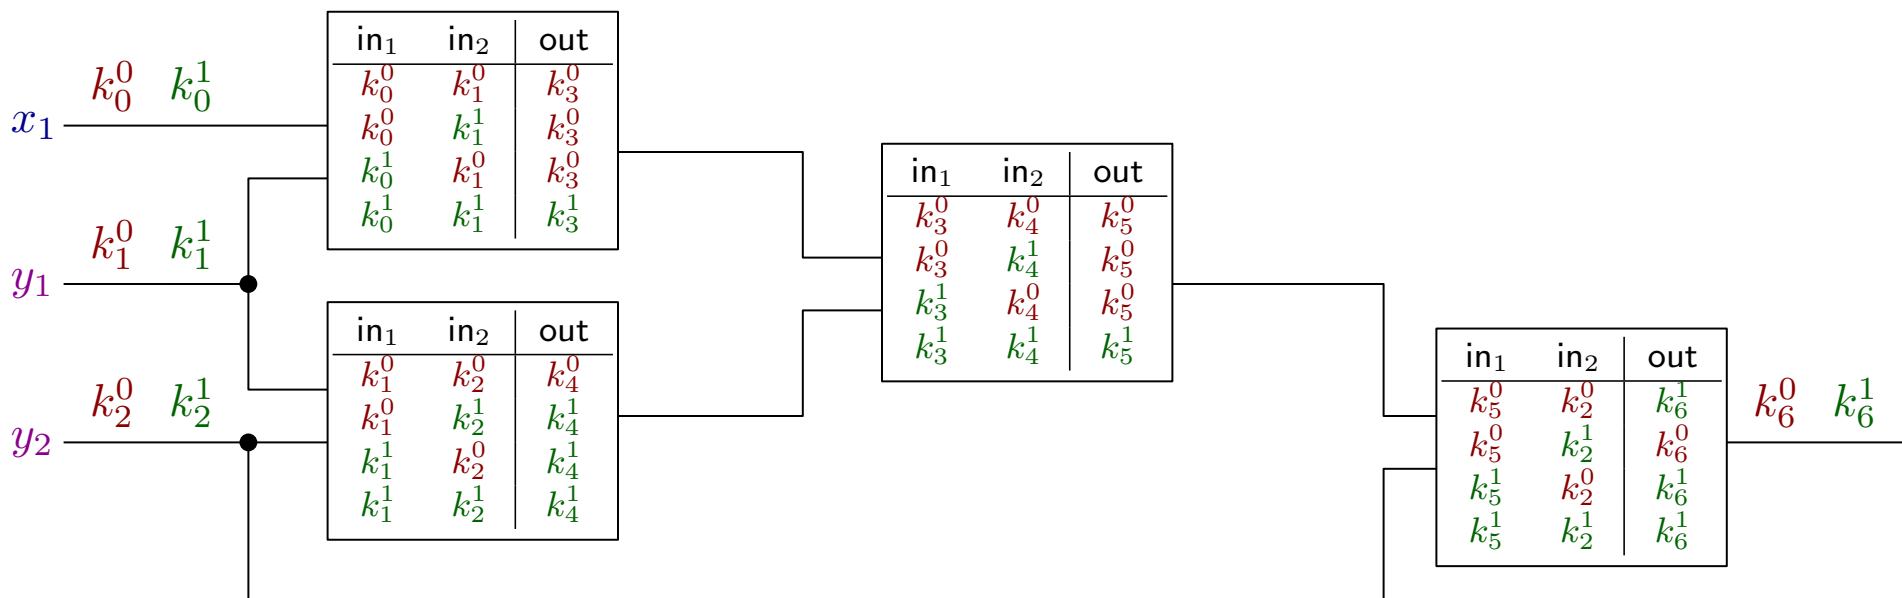 x₁ k₀⁰ k₀¹
y₁ k₁⁰ k₁¹
y₂ k₂⁰ k₂¹
in₁ in₂ out
k₀⁰ k₁⁰ k₃⁰
k₀⁰ k₁¹ k₃⁰
k₀¹ k₁⁰ k₃⁰
k₀¹ k₁¹ k₃¹
in₁ in₂ out
k₁⁰ k₂⁰ k₄⁰
k₁⁰ k₂¹ k₄¹
k₁¹ k₂⁰ k₄¹
k₁¹ k₂¹ k₄¹
in₁ in₂ out
k₃⁰ k₄⁰ k₅⁰
k₃⁰ k₄¹ k₅⁰
k₃¹ k₄⁰ k₅⁰
k₃¹ k₄¹ k₅¹
in₁ in₂ out
k₅⁰ k₂⁰ k₆¹
k₅⁰ k₂¹ k₆⁰
k₅¹ k₂⁰ k₆¹
k₅¹ k₂¹ k₆¹
k₆⁰ k₆¹